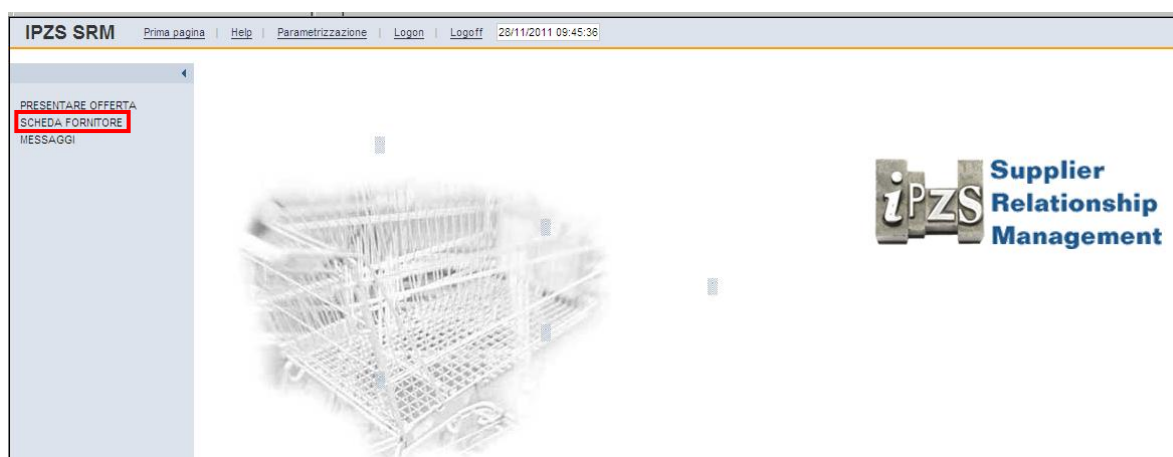 IPZS SRM Prima pagina | Help | Parametrizzazione | Logon | Logoff 28/11/2011 09:45:36
PRESENTARE OFFERTA
SCHEDA FORNITORE
MESSAGGI
iPZS
Supplier
Relationship
Management